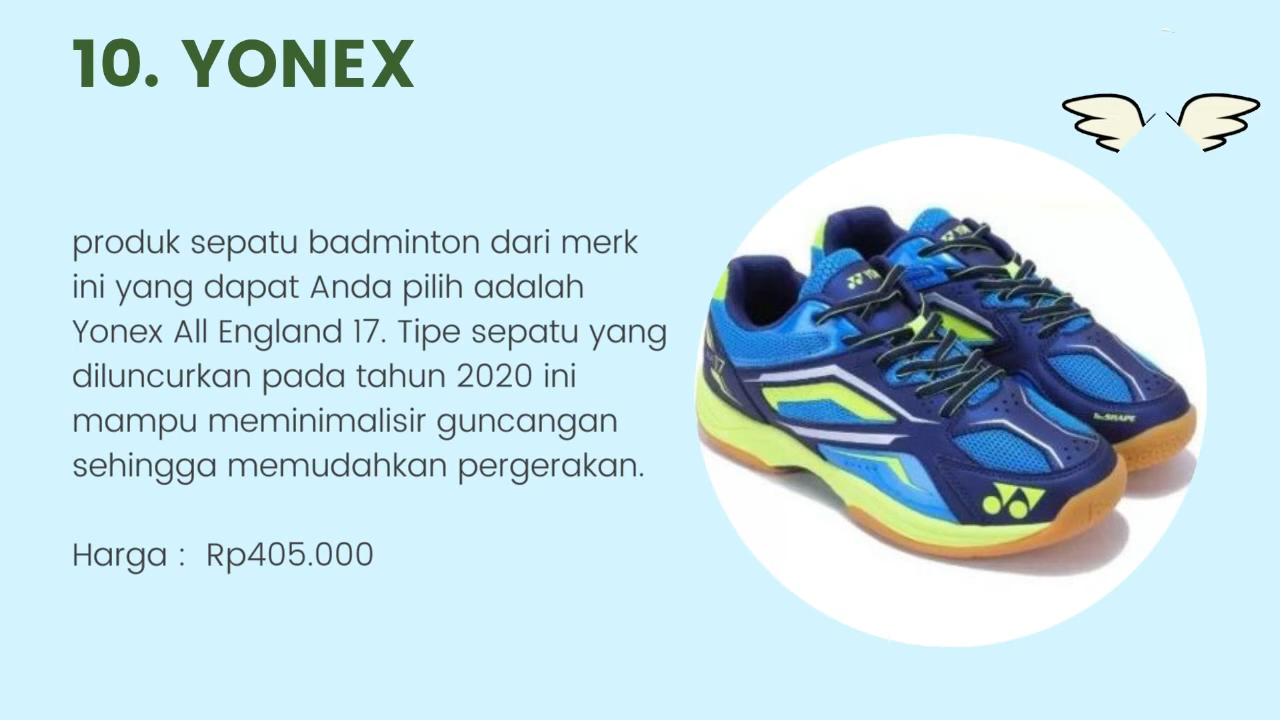 10. YONEX
produk sepatu badminton dari merk
ini yang dapat Anda pilih adalah
Yonex All England 17. Tipe sepatu yang
diluncurkan pada tahun 2020 ini
mampu meminimalisir guncangan
sehingga memudahkan pergerakan.
Harga : Rp405.000